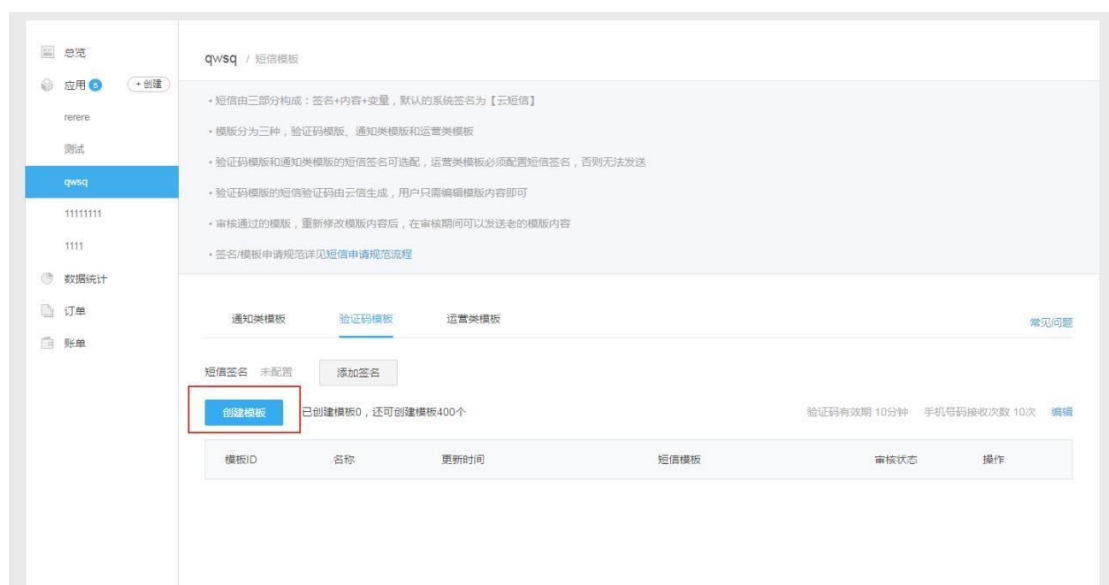 总览
应用 5 +创建
rerere
测试
qwsq
11111111
1111
数据统计
订单
账单
qwsq / 短信模板
•短信由三部分构成：签名+内容+变量，默认的系统签名为【云短信】
•模版分为三种，验证码模版、通知类模版和运营类模版
•验证码模版和通知类模版的短信签名可选配，运营类模板必须配置短信签名，否则无法发送
•验证码模版的短信验证码由云信生成，用户只需编辑模版内容即可
•审核通过的模版，重新修改模版内容后，在审核期间可以发送老的模版内容
•签名/模板申请规范详见短信申请规范流程
通知类模板 验证码模板 运营类模板 常见问题
短信签名 未配置 添加签名
创建模板 已创建模板0，还可创建模板400个 验证码有效期 10分钟 手机号码接收次数 10次 编辑
模板ID 名称 更新时间 短信模板 审核状态 操作